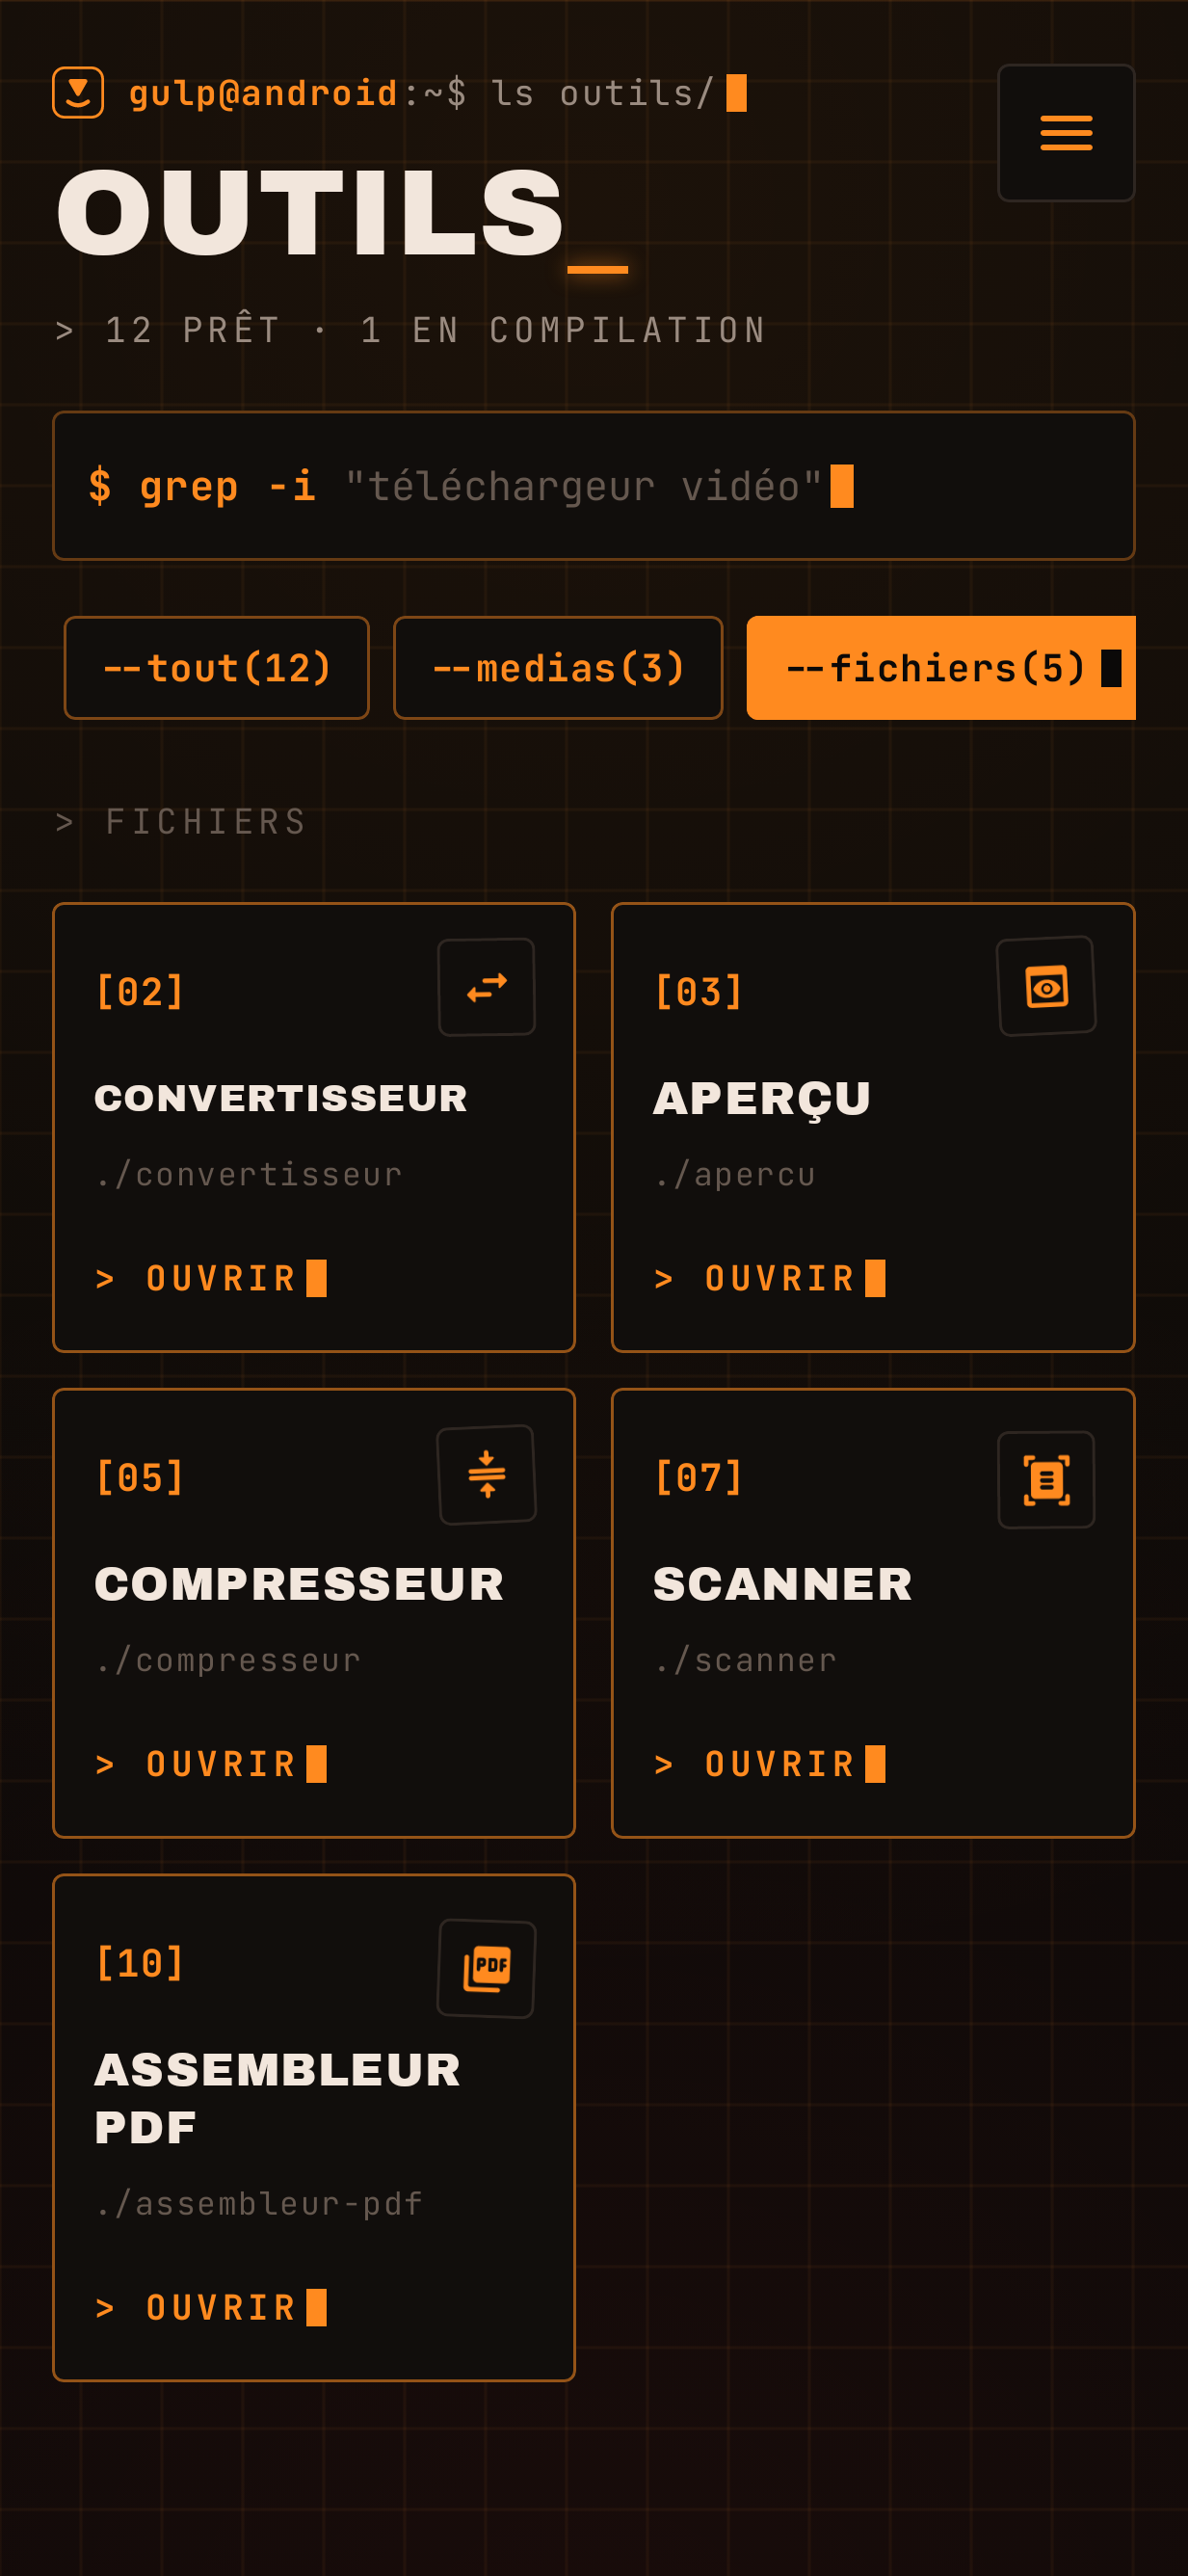 gulp@android:~$ ls outils/
OUTILS_
> 12 PRÊT · 1 EN COMPILATION
$ grep -i "téléchargeur vidéo"
--tout(12) --medias(3) --fichiers(5)
> FICHIERS
[02]
CONVERTISSEUR
./convertisseur
> OUVRIR
[03]
APERÇU
./apercu
> OUVRIR
[05]
COMPRESSEUR
./compresseur
> OUVRIR
[07]
SCANNER
./scanner
> OUVRIR
[10]
PDF
ASSEMBLEUR
PDF
./assembleur-pdf
> OUVRIR